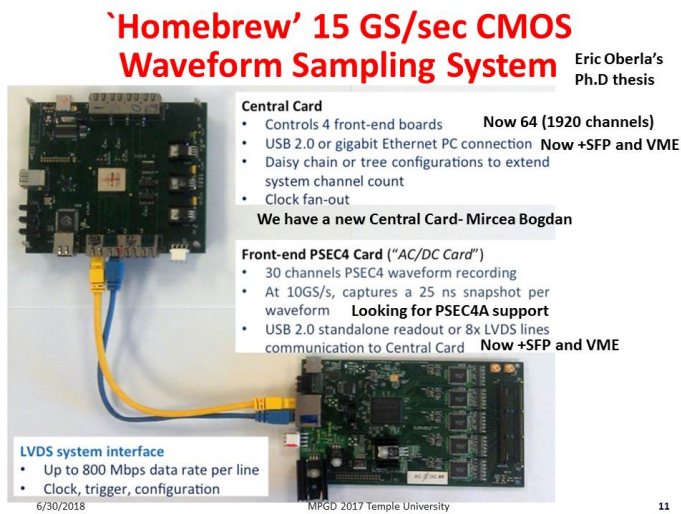 `Homebrew’ 15 GS/sec CMOS
Waveform Sampling System
Eric Oberla’s
Ph.D thesis
Central Card
• Controls 4 front-end boards
Now 64 (1920 channels)
• USB 2.0 or gigabit Ethernet PC connection
Now +SFP and VME
• Daisy chain or tree configurations to extend
system channel count
• Clock fan-out
We have a new Central Card- Mircea Bogdan
Front-end PSEC4 Card (“AC/DC Card”)
• 30 channels PSEC4 waveform recording
• At 10GS/s, captures a 25 ns snapshot per
waveform
Looking for PSEC4A support
• USB 2.0 standalone readout or 8x LVDS lines
communication to Central Card
Now +SFP and VME
LVDS system interface
• Up to 800 Mbps data rate per line
• Clock, trigger, configuration
6/30/2018
MPGD 2017 Temple University
11